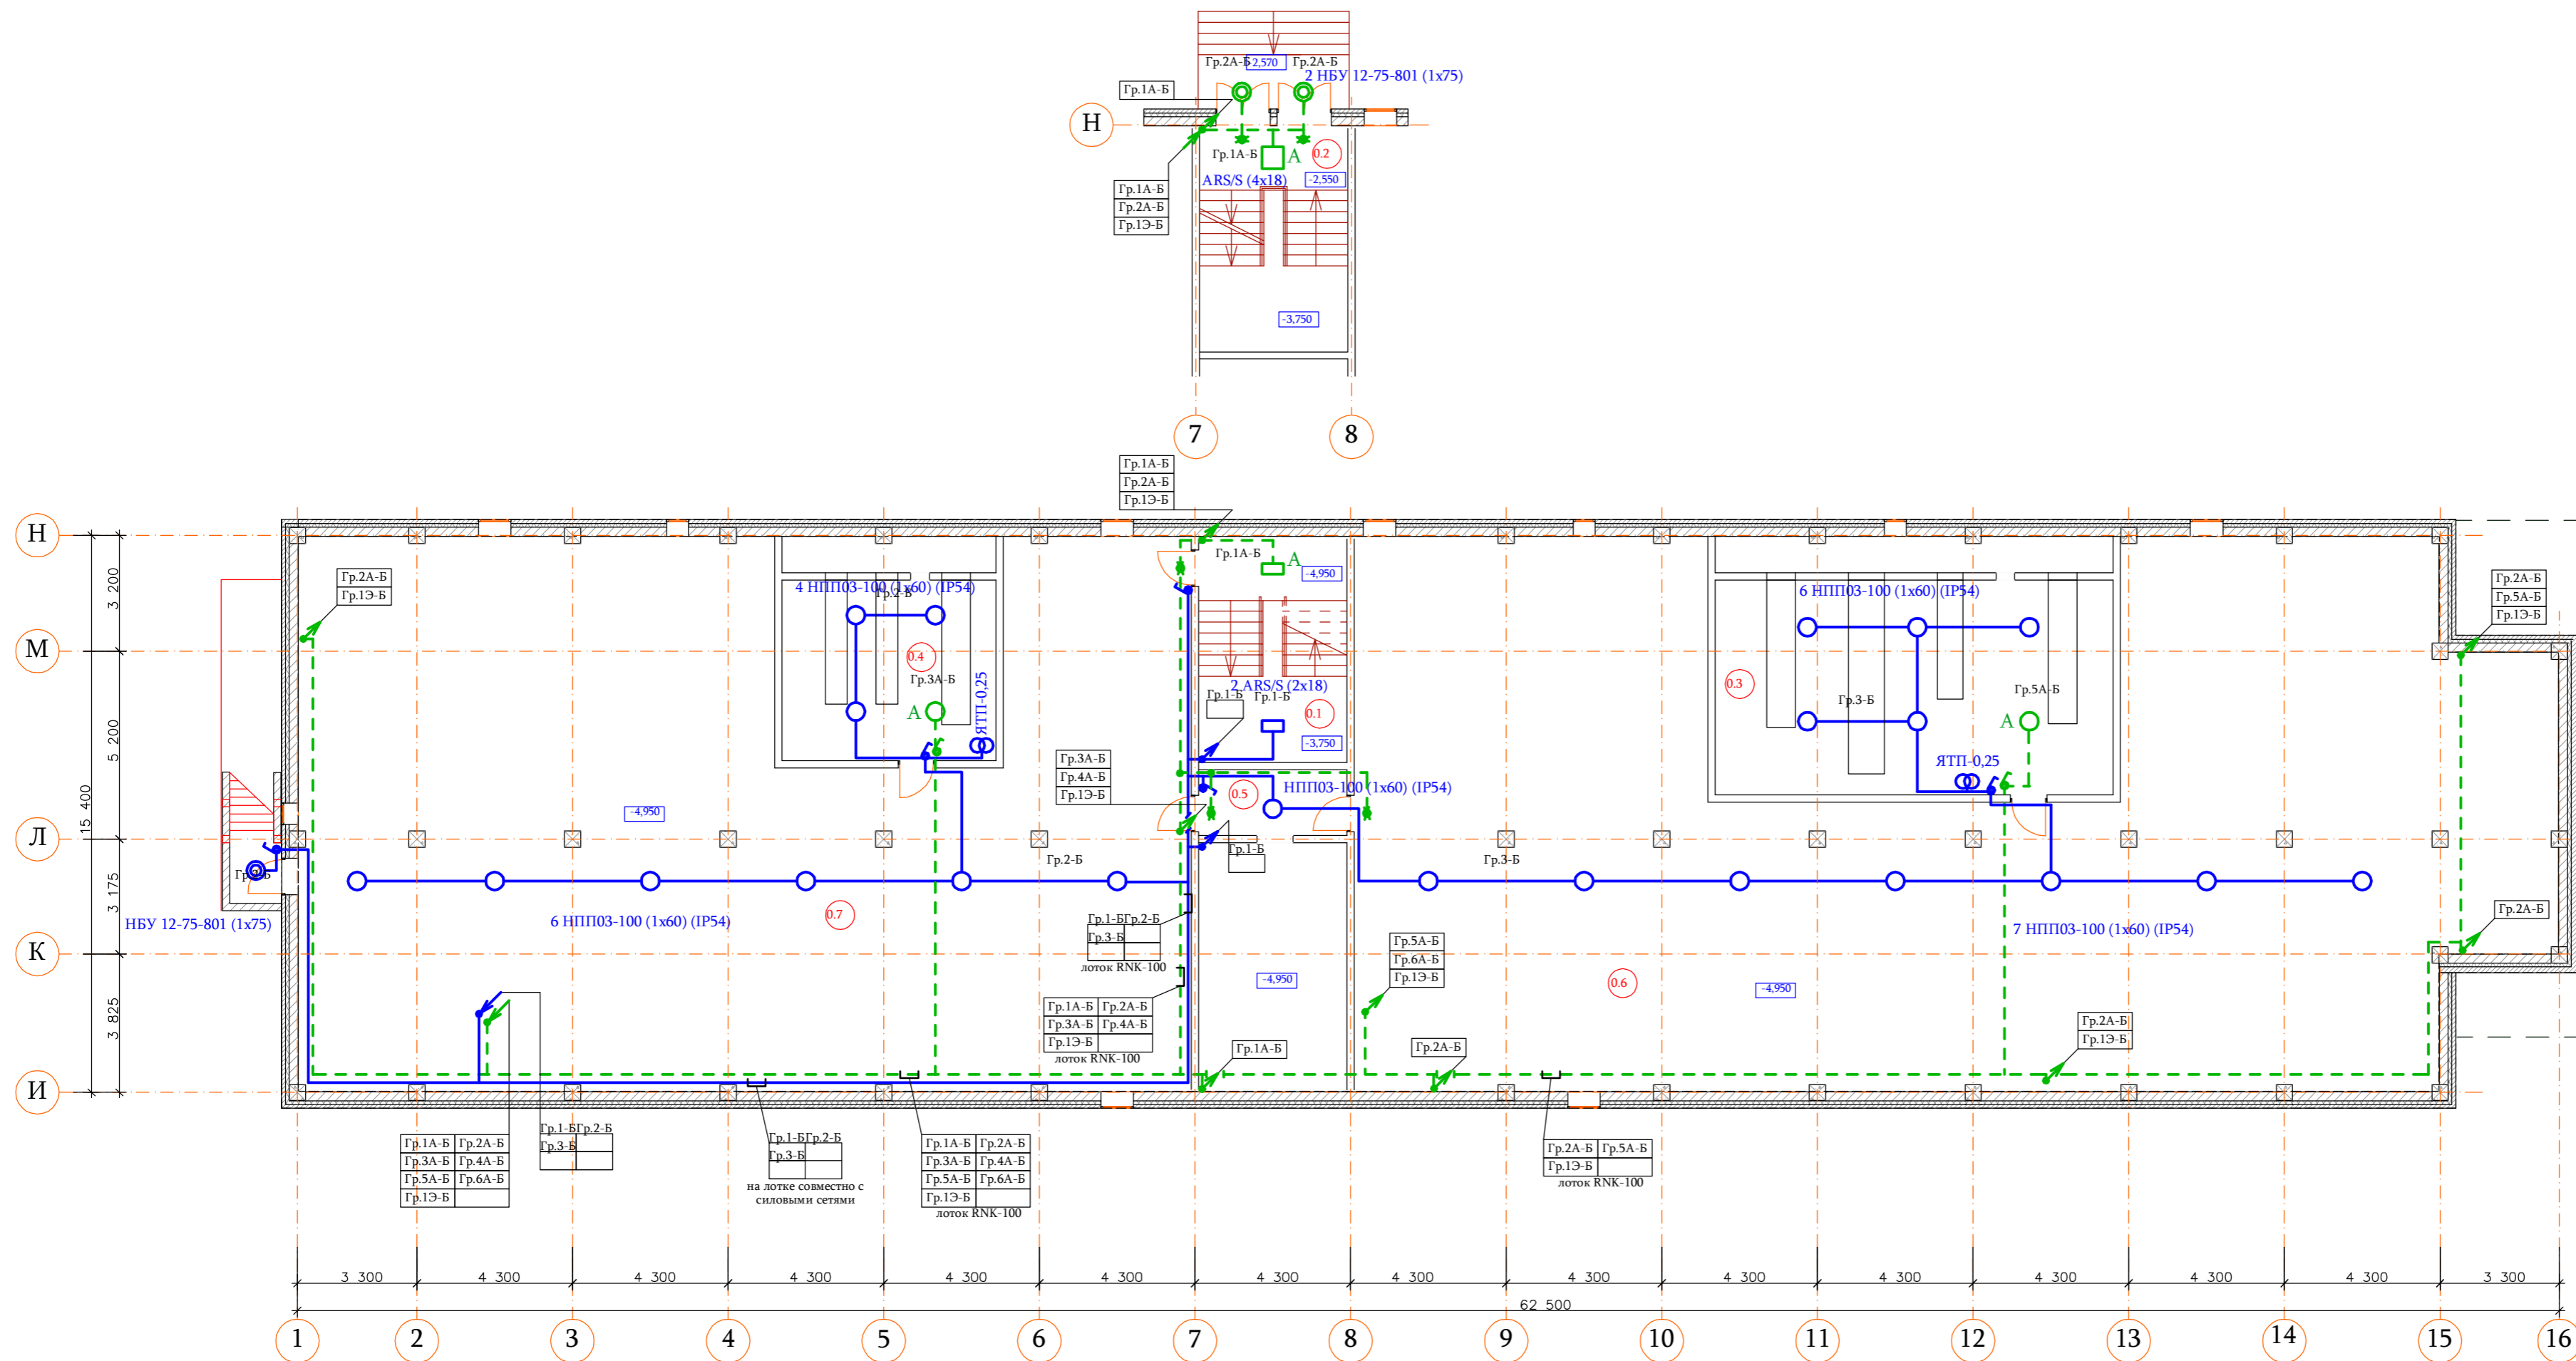 Гр.2А-Б
2,570
Гр.2А-Б
2 НБУ 12-75-801 (1х75)
Гр.1А-Б
Н
Гр.1А-Б
А
0.2
ARS/S (4x18)
-2,550
Гр.1А-Б
Гр.2А-Б
Гр.1Э-Б
-3,750
7
8
Гр.1А-Б
Гр.2А-Б
Гр.1Э-Б
Н
М
Л
К
И
3 200
5 200
3 175
3 825
15 400
Гр.2А-Б
Гр.1Э-Б
4 НПП03-100 (1х60) (IP54)
Гр.2-Б
0.4
Гр.3А-Б
А
ЯТП-0,25
Гр.1А-Б
А
-4,950
2 ARS/S (2x18)
Гр.1-Б
Гр.1-Б
0.1
-3,750
6 НПП03-100 (1х60) (IP54)
0.3
Гр.3-Б
Гр.5А-Б
А
ЯТП-0,25
Гр.2А-Б
Гр.5А-Б
Гр.1Э-Б
Гр.3А-Б
Гр.4А-Б
Гр.1Э-Б
0.5
НПП03-100 (1х60) (IP54)
-4,950
Гр.2-Б
Гр.1-Б
Гр.3-Б
НБУ 12-75-801 (1х75)
6 НПП03-100 (1х60) (IP54)
0.7
Гр.1-Б
Гр.2-Б
Гр.3-Б
лоток RNK-100
Гр.1А-Б
Гр.2А-Б
Гр.3А-Б
Гр.4А-Б
Гр.1Э-Б
лоток RNK-100
-4,950
Гр.5А-Б
Гр.6А-Б
Гр.1Э-Б
0.6
-4,950
7 НПП03-100 (1х60) (IP54)
Гр.2А-Б
Гр.1А-Б
Гр.2А-Б
Гр.2А-Б
Гр.1Э-Б
Гр.1А-Б
Гр.2А-Б
Гр.3А-Б
Гр.4А-Б
Гр.5А-Б
Гр.6А-Б
Гр.1Э-Б
Гр.1-Б
Гр.2-Б
Гр.3-Б
Гр.1-Б
Гр.2-Б
Гр.3-Б
на лотке совместно с
силовыми сетями
Гр.1А-Б
Гр.2А-Б
Гр.3А-Б
Гр.4А-Б
Гр.5А-Б
Гр.6А-Б
Гр.1Э-Б
лоток RNK-100
Гр.2А-Б
Гр.5А-Б
Гр.1Э-Б
лоток RNK-100
3 300
4 300
4 300
4 300
4 300
4 300
4 300
4 300
4 300
4 300
4 300
4 300
4 300
4 300
3 300
62 500
1
2
3
4
5
6
7
8
9
10
11
12
13
14
15
16